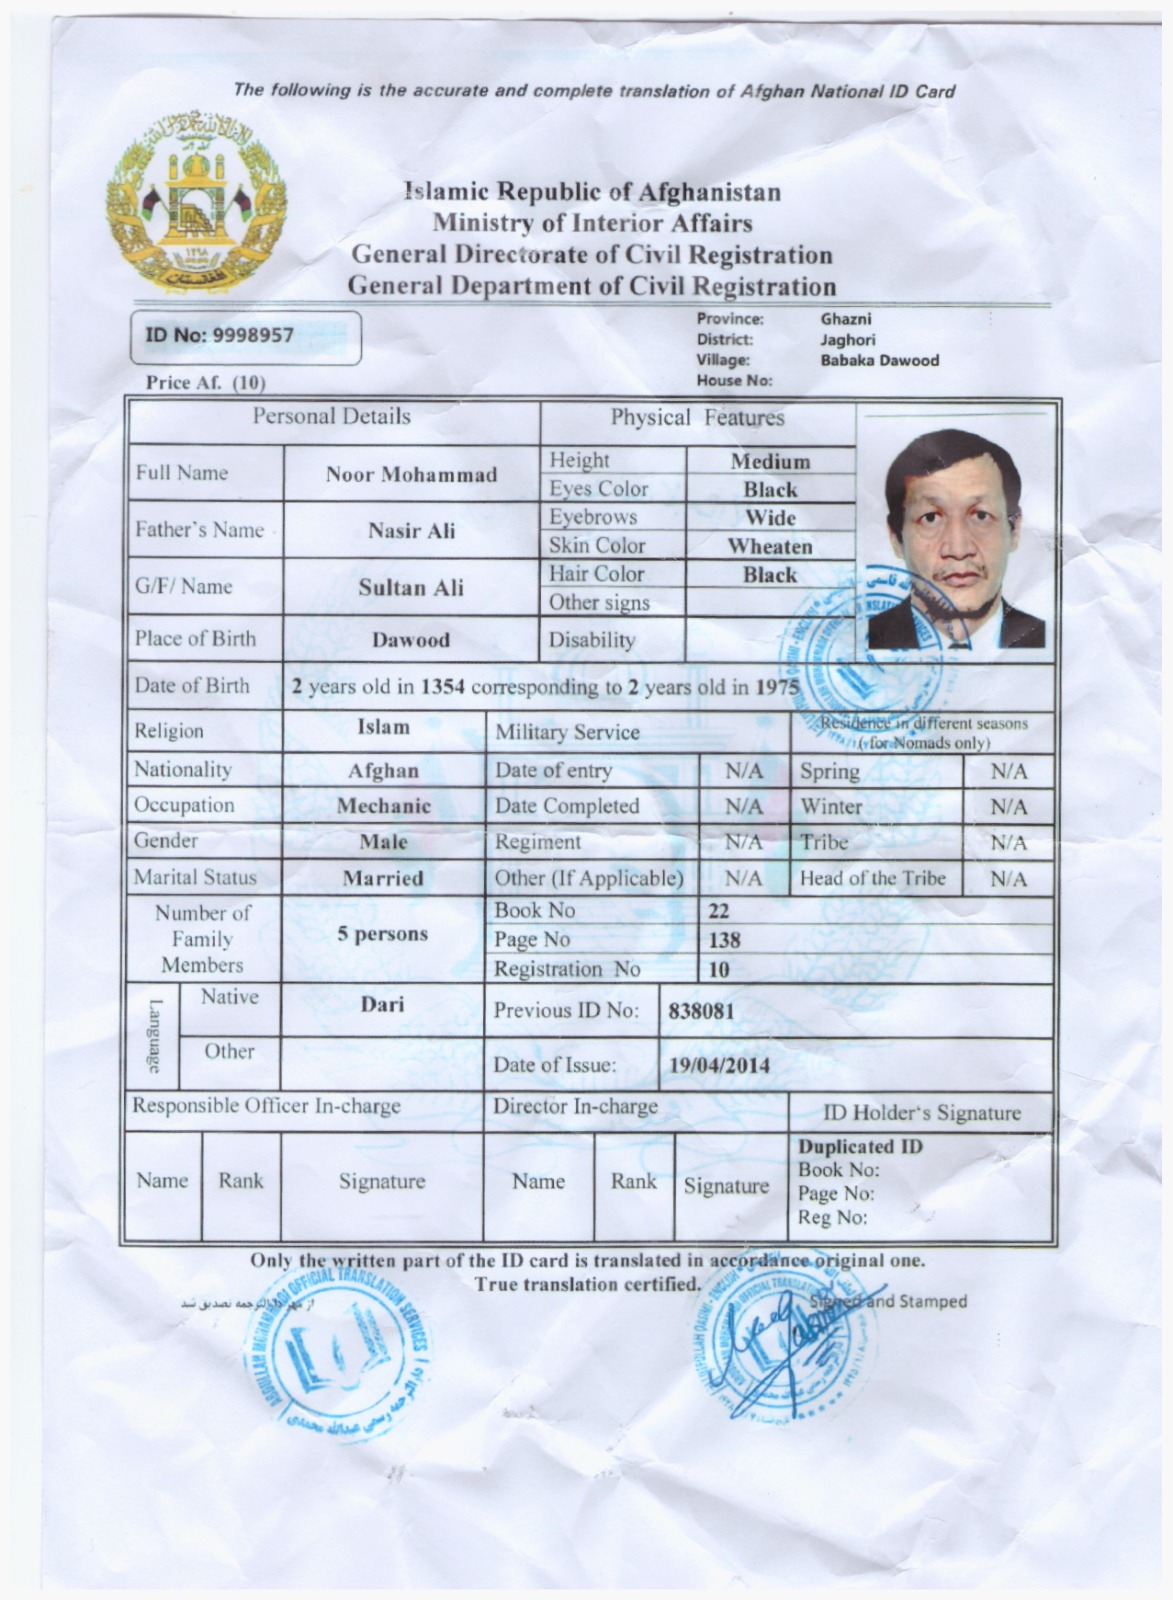 The following is the accurate and complete translation of Afghan National ID Card
Islamic Republic of Afghanistan
Ministry of Interior Affairs
General Directorate of Civil Registration
General Department of Civil Registration
ID No: 9998957
Price Af. (10)
Province: Ghazni
District: Jaghori
Village: Babaka Dawood
House No:
Personal Details Physical Features
Full Name Noor Mohammad Height Medium
Eyes Color Black
Father`s Name Nasir Ali Eyebrows Wide
Skin Color Wheaten
G/F/ Name Sultan Ali Hair Color Black
Other signs
Place of Birth Dawood Disability
Date of Birth 2 years old in 1354 corresponding to 2 years old in 1975
Religion Islam Military Service Residence in different seasons
( for Nomads only)
Nationality Afghan Date of entry N/A Spring N/A
Occupation Mechanic Date Completed N/A Winter N/A
Gender Male Regiment N/A Tribe N/A
Marital Status Married Other (If Applicable) N/A Head of the Tribe N/A
Number of Family Members 5 persons Book No 22
Page No 138
Registration No 10
Language Native Dari Previous ID No: 838081
Other Date of Issue: 19/04/2014
Responsible Officer In-charge Director In-charge ID Holder`s Signature
Name Rank Signature Name Rank Signature Duplicated ID
Book No:
Page No:
Reg No:
Only the written part of the ID card is translated in accordance original one.
True translation certified.
Signed and Stamped
ABDULLAH MOHAMMADI OFFICIAL TRANSLATION SERVICES
دارالترجمه رسمی عبدالله محمدی